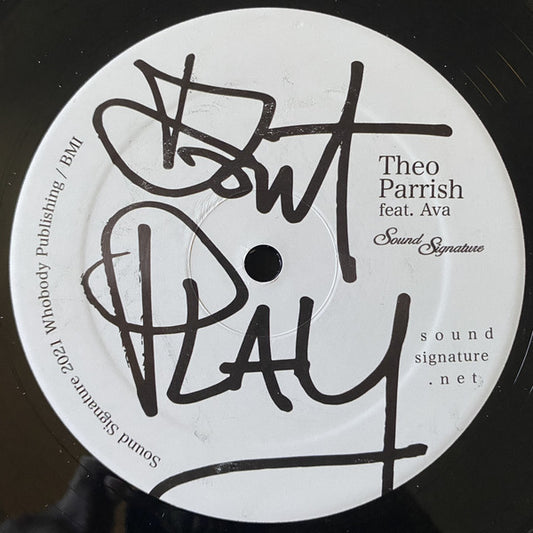 DONT
PLAY
Theo
Parrish
feat. Ava
Sound Signature
sound
signature
.net
Sound Signature 2021 Whobody Publishing / BMI